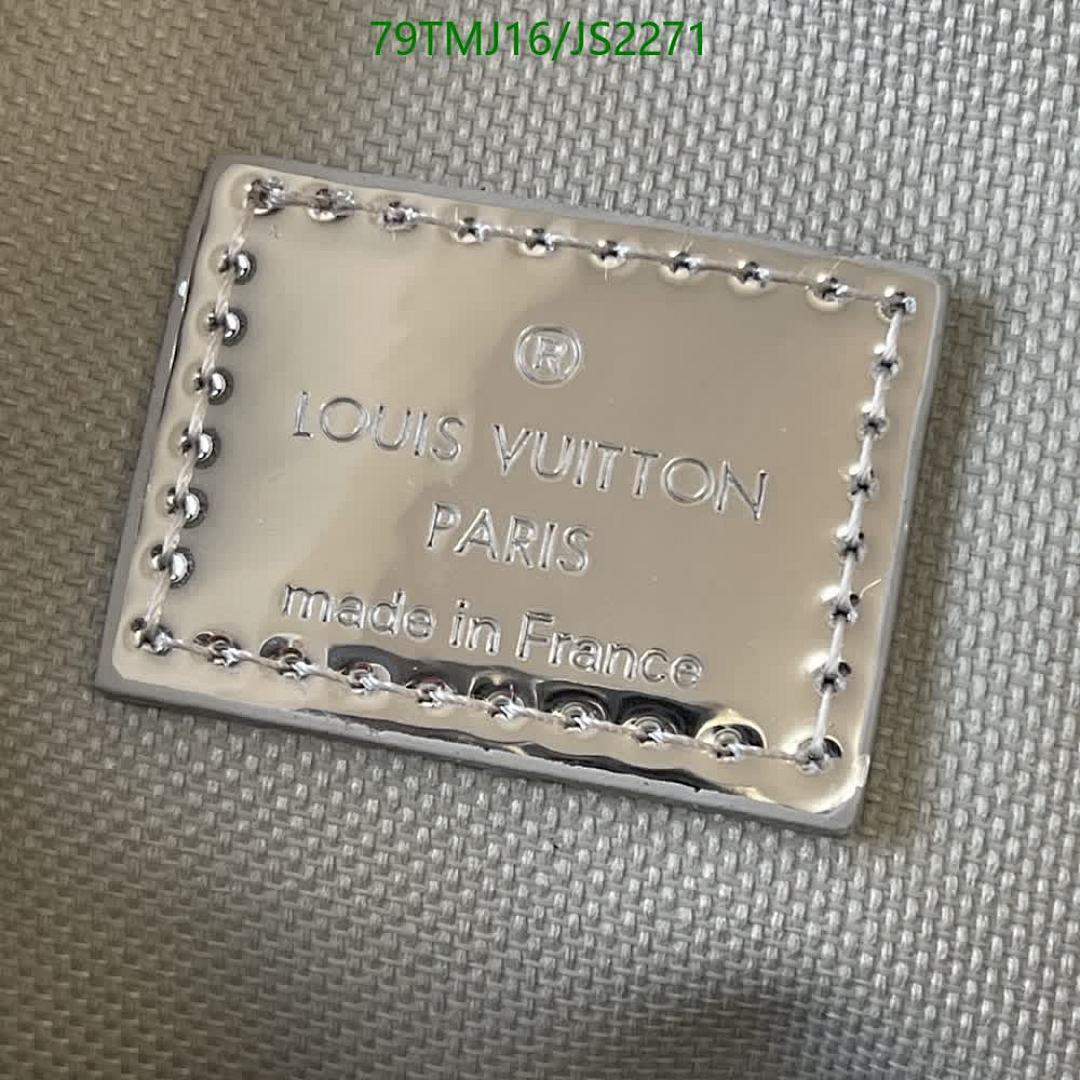 79TMJ16/JS2271
®
LOUIS VUITTON
PARIS
made in France